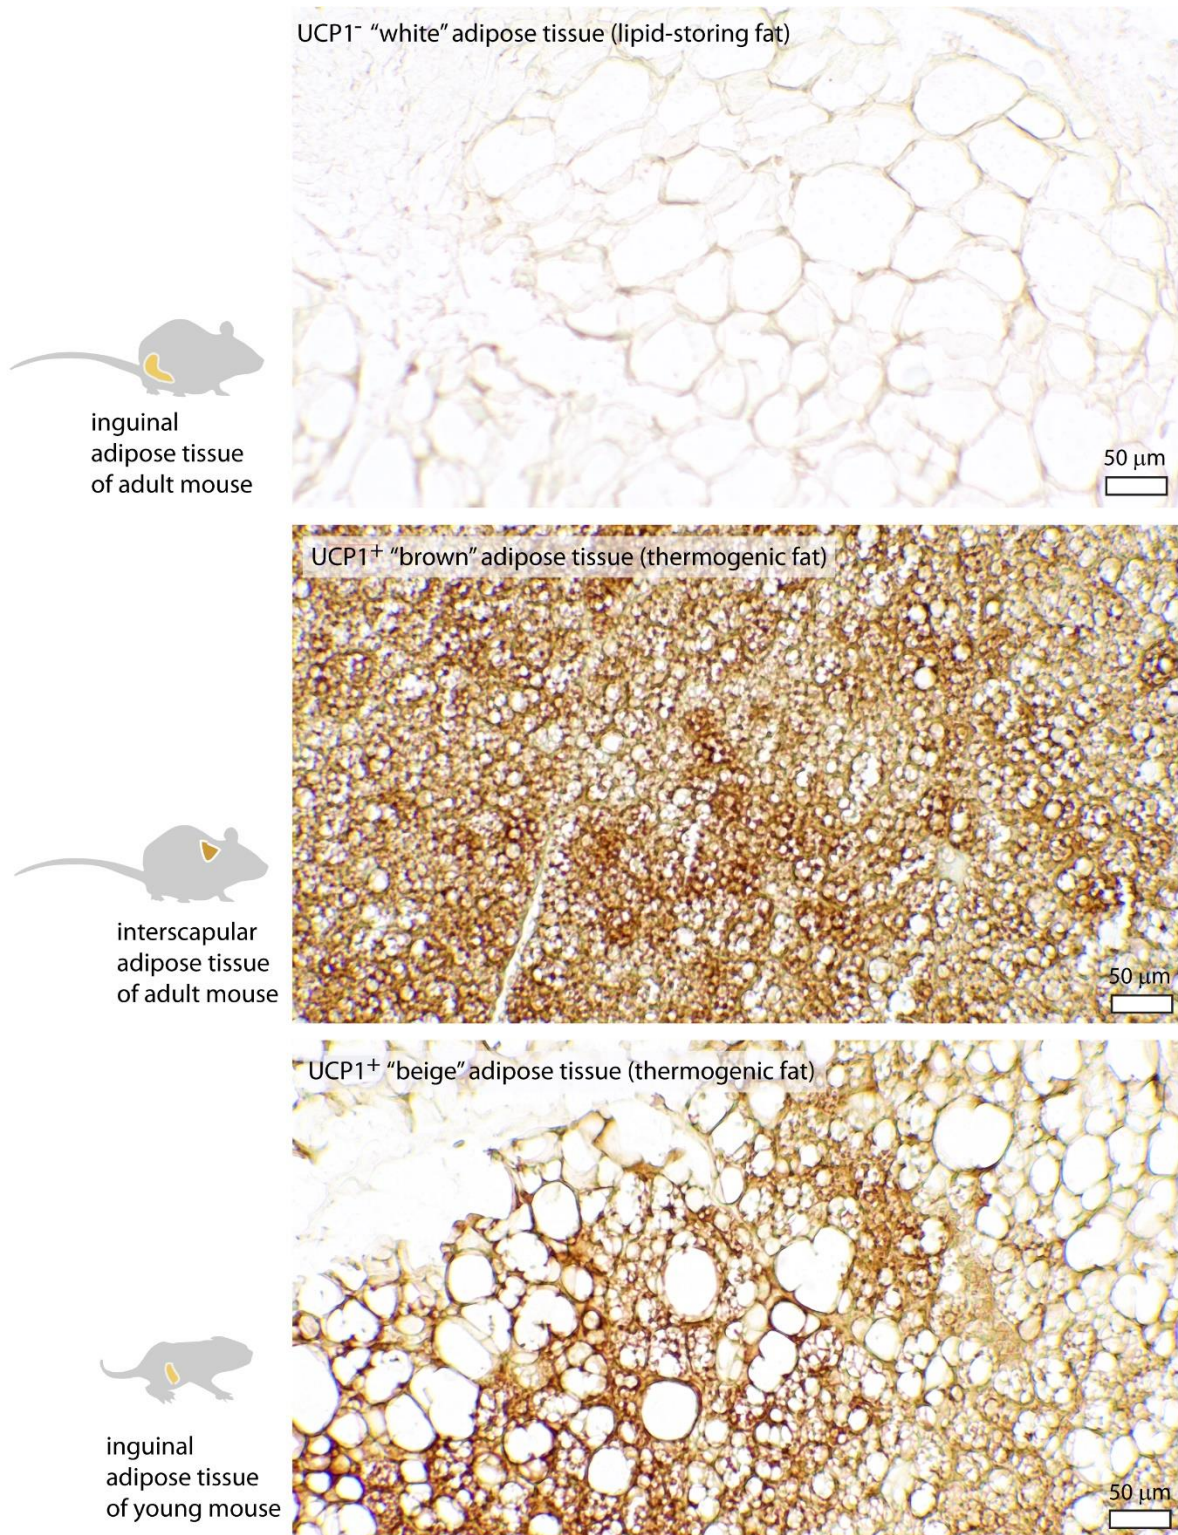 UCP1⁻ “white” adipose tissue (lipid-storing fat)
inguinal
adipose tissue
of adult mouse
50 μm
UCP1⁺ “brown” adipose tissue (thermogenic fat)
interscapular
adipose tissue
of adult mouse
50 μm
UCP1⁺ “beige” adipose tissue (thermogenic fat)
inguinal
adipose tissue
of young mouse
50 μm